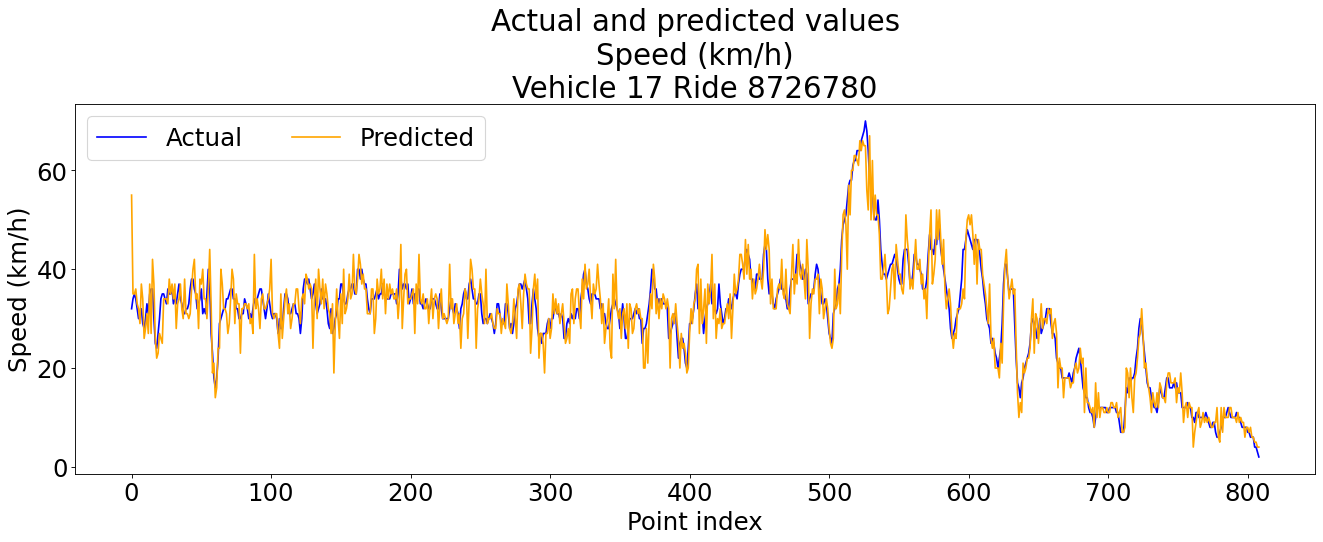 Actual and predicted values
Speed (km/h)
Vehicle 17 Ride 8726780
Actual
Predicted
Speed (km/h)
60
40
20
0
0 100 200 300 400 500 600 700 800
Point index